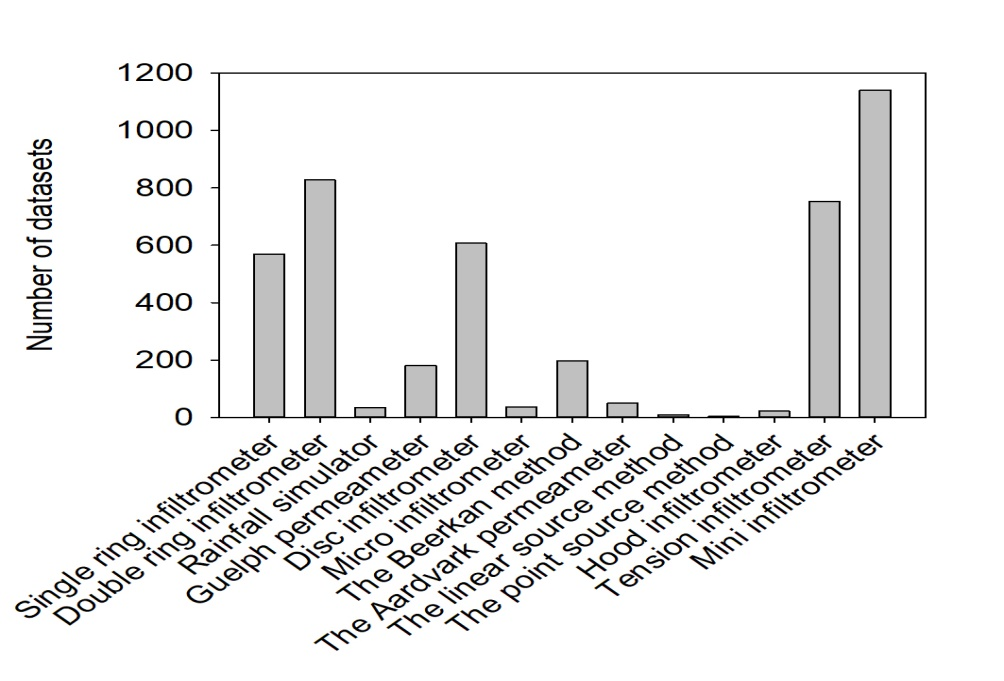 1200
1000
800
600
400
200
0
Number of datasets
Single ring infiltrometer
Double ring infiltrometer
Rainfall simulator
Guelph permeameter
Disc infiltrometer
Micro infiltrometer
The Beerkan method
The Aardvark permeameter
The linear source method
The point source method
Hood infiltrometer
Tension infiltrometer
Mini infiltrometer